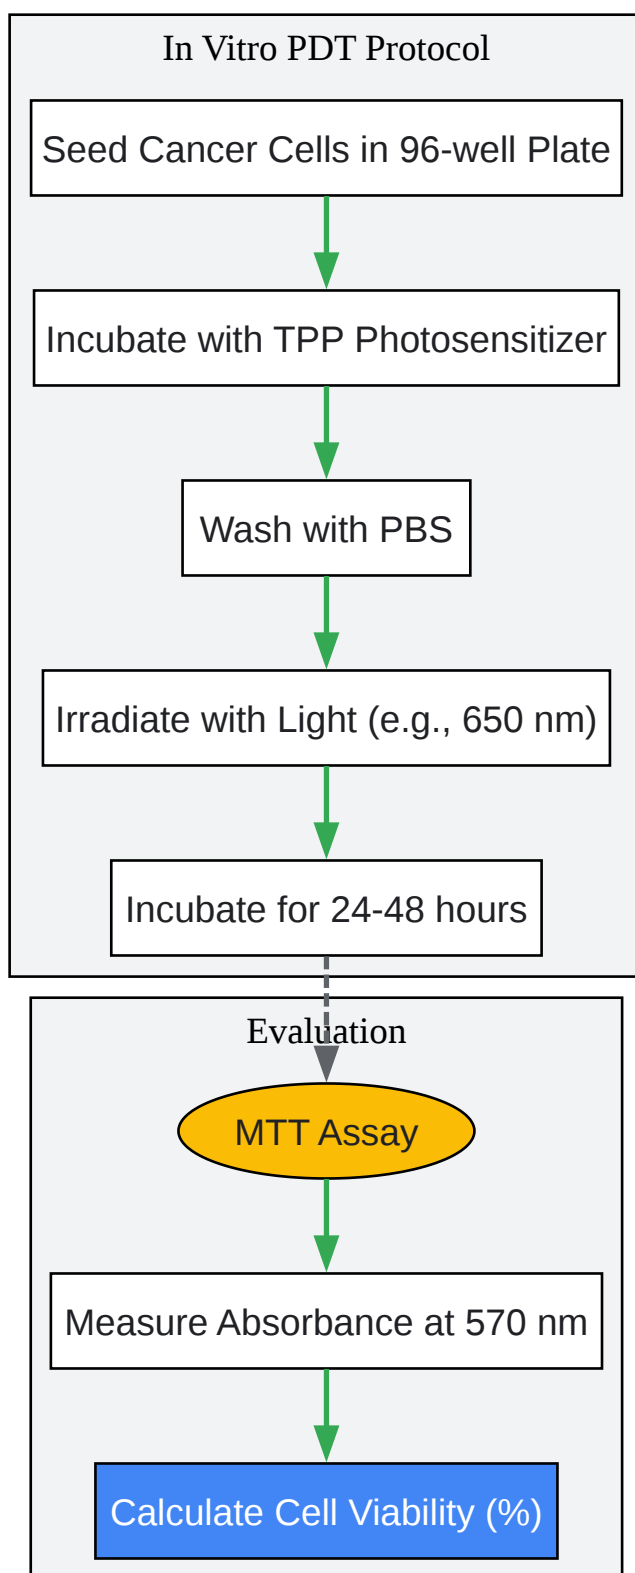 In Vitro PDT Protocol
Seed Cancer Cells in 96-well Plate
Incubate with TPP Photosensitizer
Wash with PBS
Irradiate with Light (e.g., 650 nm)
Incubate for 24-48 hours
Evaluation
MTT Assay
Measure Absorbance at 570 nm
Calculate Cell Viability (%)